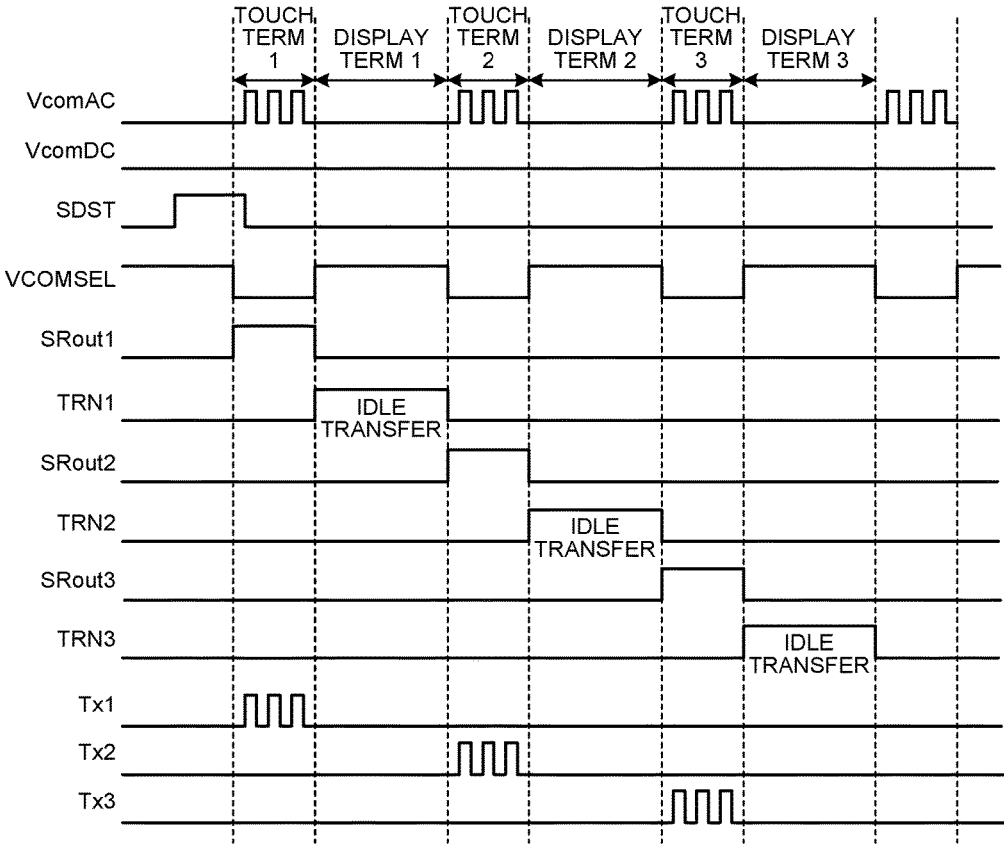 TOUCH TERM 1
DISPLAY TERM 1
TOUCH TERM 2
DISPLAY TERM 2
TOUCH TERM 3
DISPLAY TERM 3
VcomAC
VcomDC
SDST
VCOMSEL
SRout1
TRN1
IDLE TRANSFER
SRout2
TRN2
IDLE TRANSFER
SRout3
TRN3
IDLE TRANSFER
Tx1
Tx2
Tx3